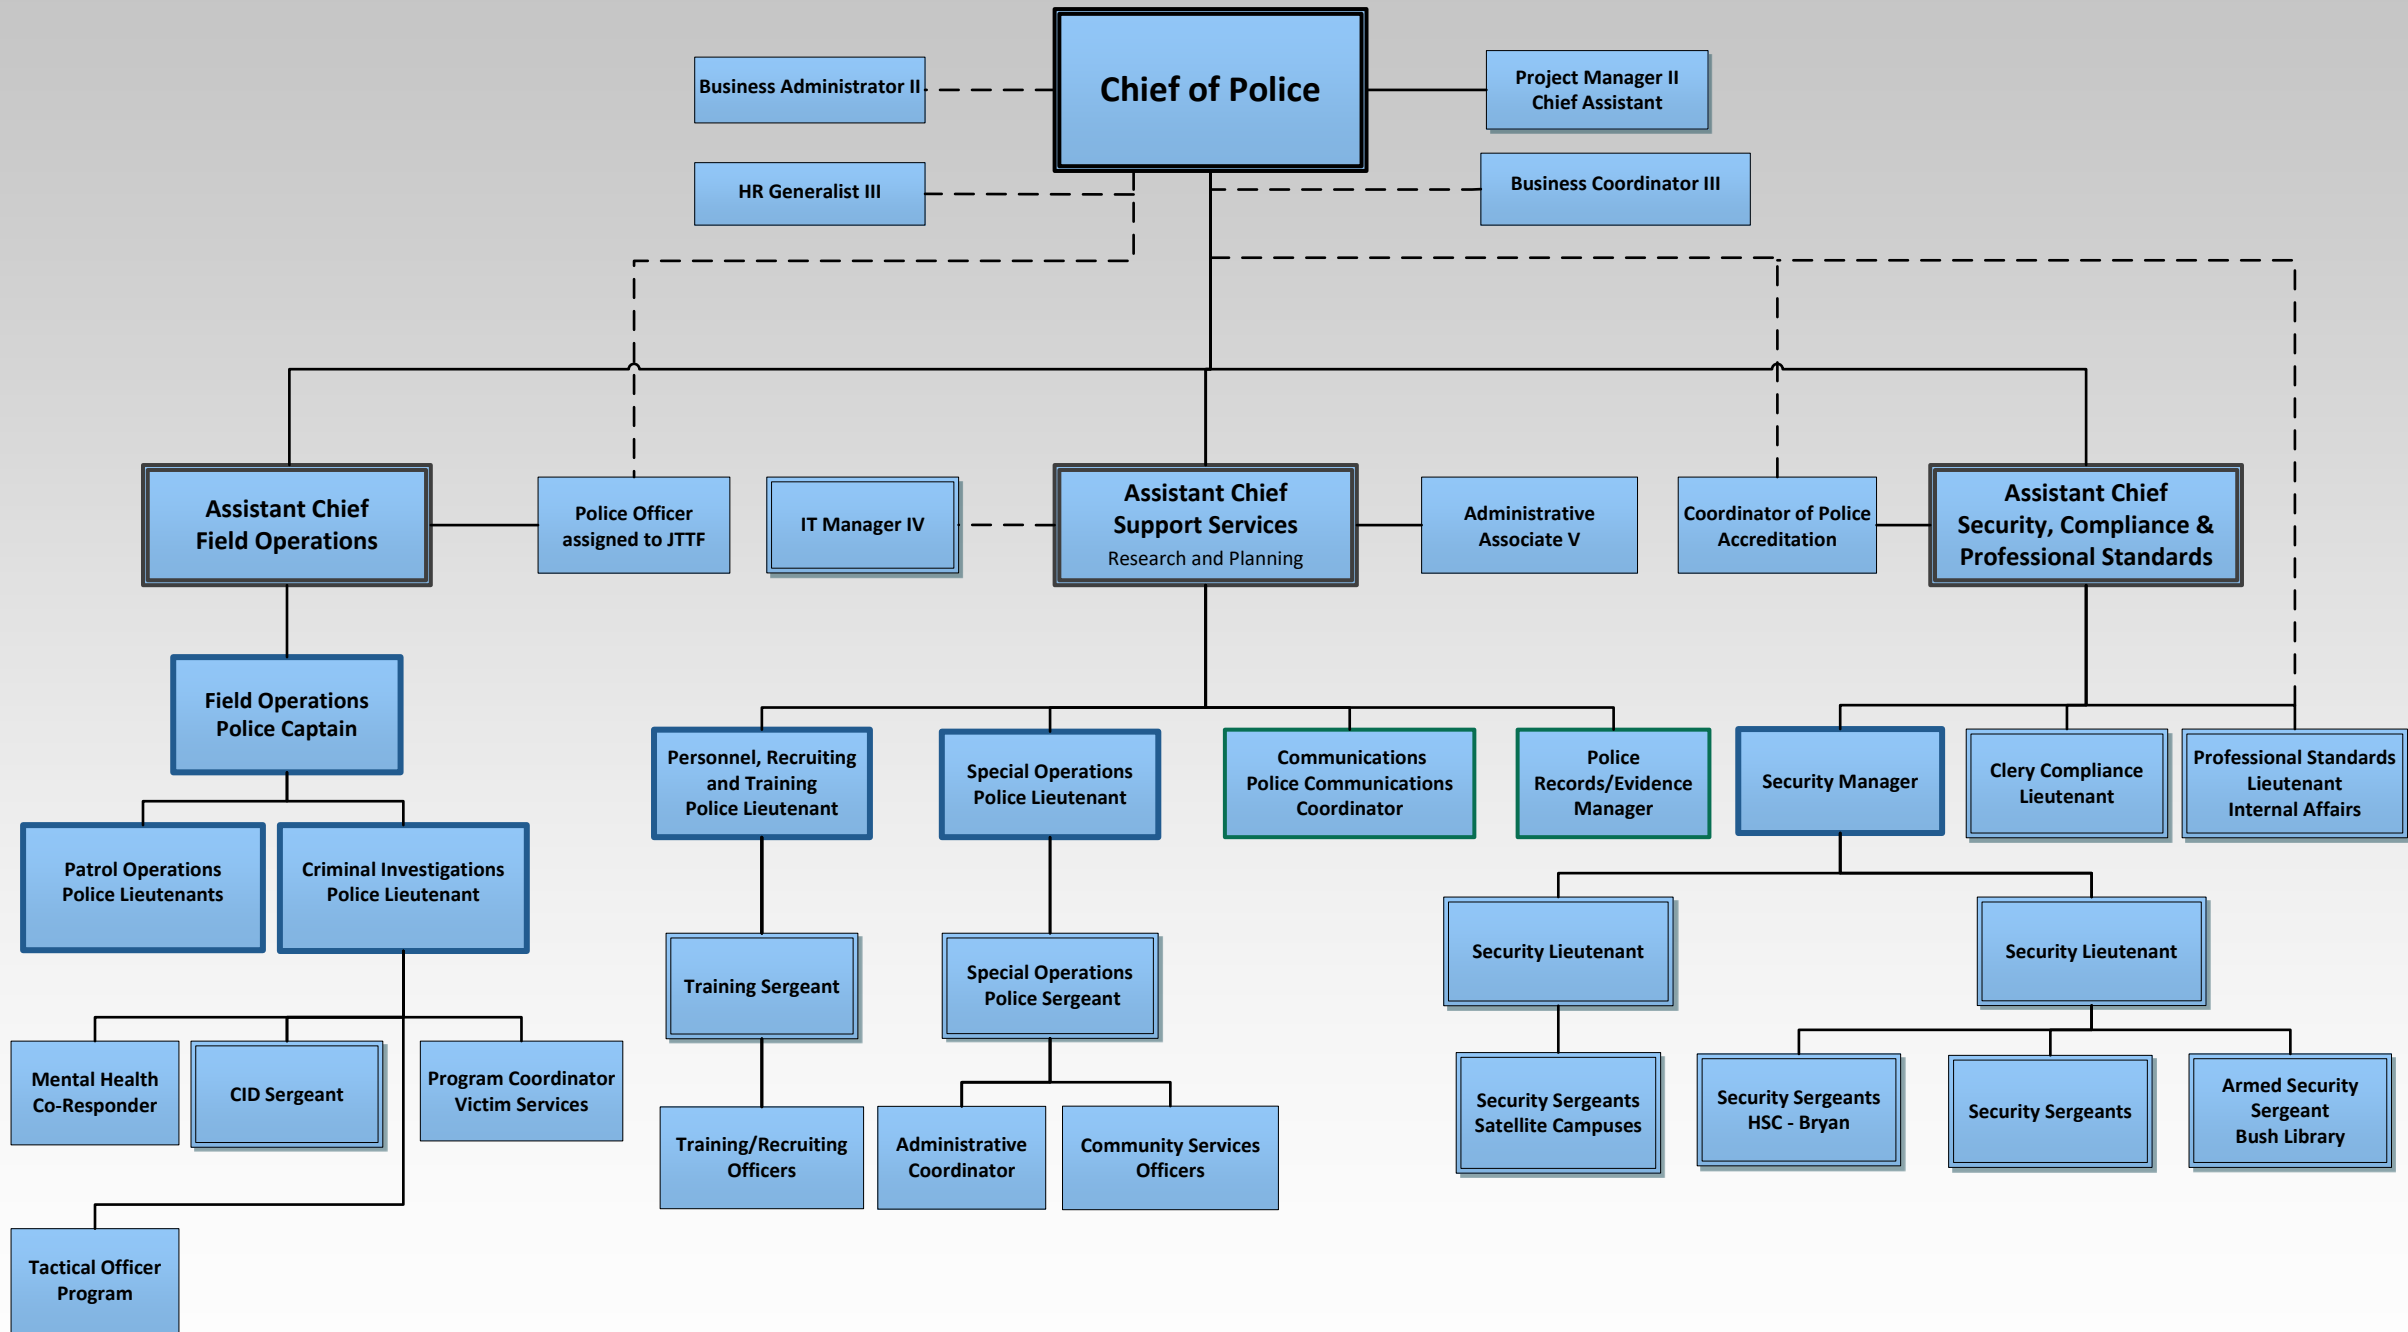 Chief of Police
Business Administrator II
Project Manager II
Chief Assistant
HR Generalist III
Business Coordinator III
Assistant Chief
Field Operations
Police Officer
assigned to JTTF
IT Manager IV
Assistant Chief
Support Services
Research and Planning
Administrative
Associate V
Coordinator of Police
Accreditation
Assistant Chief
Security, Compliance &
Professional Standards
Field Operations
Police Captain
Patrol Operations
Police Lieutenants
Criminal Investigations
Police Lieutenant
Personnel, Recruiting
and Training
Police Lieutenant
Special Operations
Police Lieutenant
Communications
Police Communications
Coordinator
Police
Records/Evidence
Manager
Security Manager
Clery Compliance
Lieutenant
Professional Standards
Lieutenant
Internal Affairs
Training Sergeant
Special Operations
Police Sergeant
Security Lieutenant
Security Lieutenant
Mental Health
Co-Responder
CID Sergeant
Program Coordinator
Victim Services
Training/Recruiting
Officers
Administrative
Coordinator
Community Services
Officers
Security Sergeants
Satellite Campuses
Security Sergeants
HSC - Bryan
Security Sergeants
Armed Security
Sergeant
Bush Library
Tactical Officer
Program